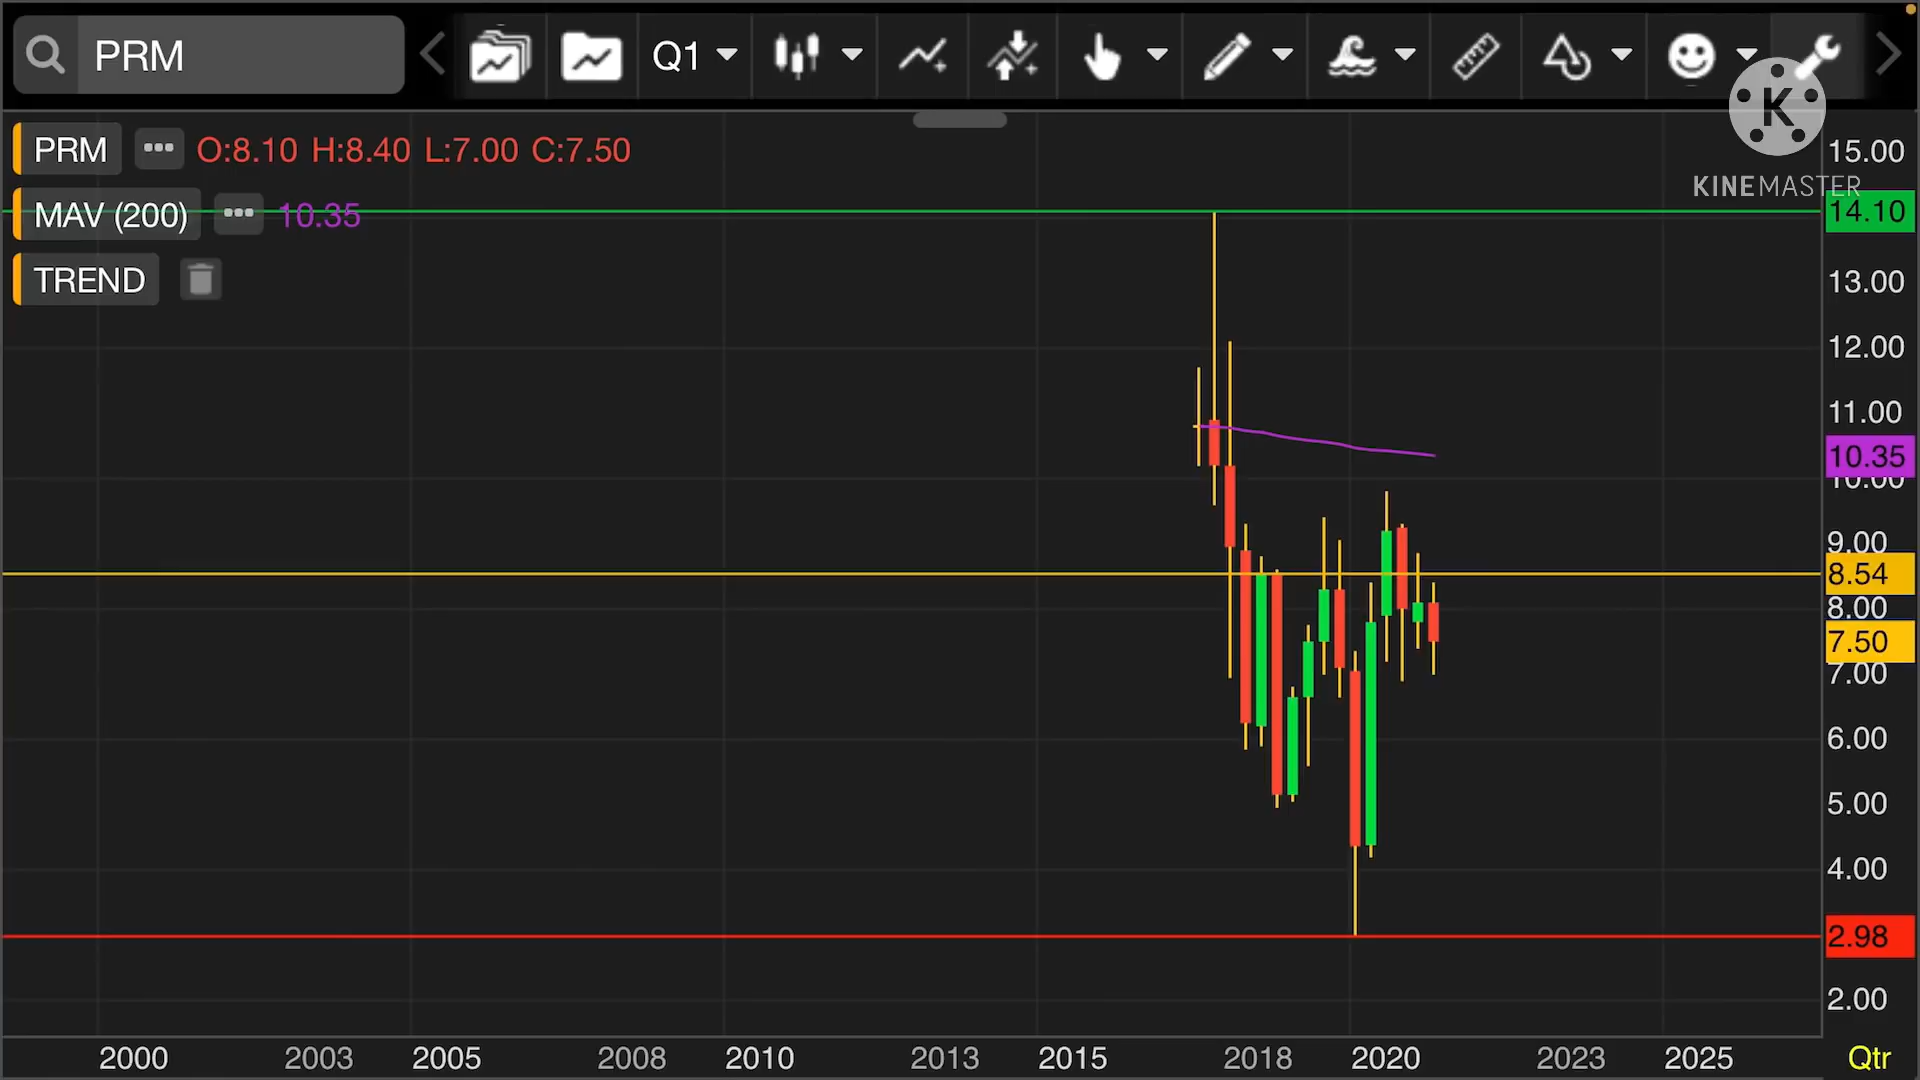 PRM
Q1
K
KINEMASTER
PRM O:8.10 H:8.40 L:7.00 C:7.50
MAV (200) 10.35
TREND
15.00
14.10
13.00
12.00
11.00
10.35
10.00
9.00
8.54
8.00
7.50
7.00
6.00
5.00
4.00
2.98
2.00
2000 2003 2005 2008 2010 2013 2015 2018 2020 2023 2025 Qtr